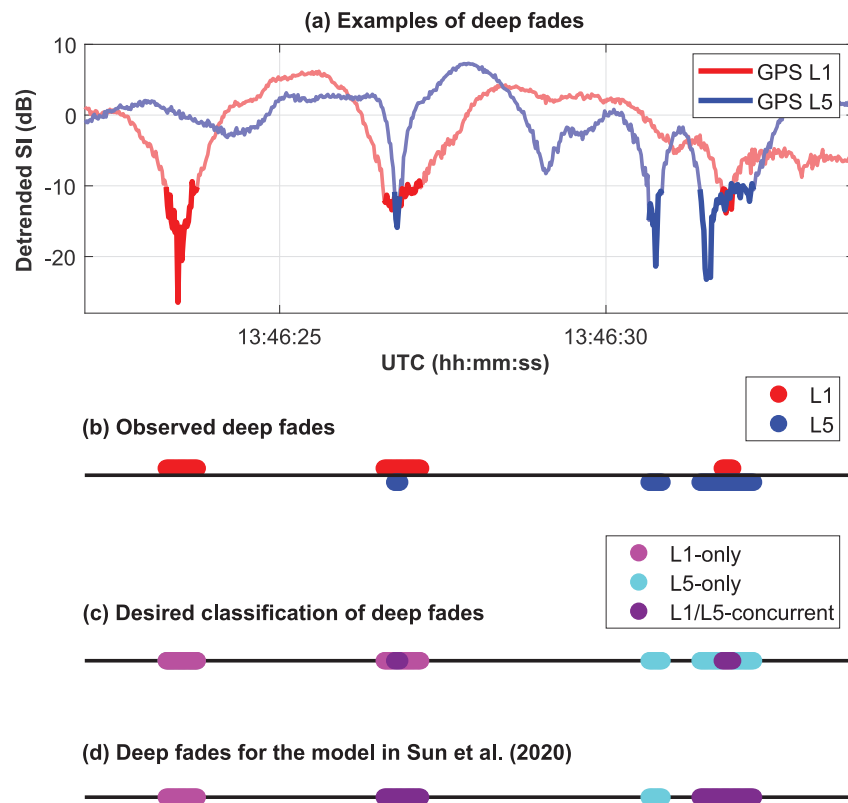 (a) Examples of deep fades
10
0
-10
-20
Detrended SI (dB)
GPS L1
GPS L5
13:46:25
13:46:30
UTC (hh:mm:ss)
L1
L5
(b) Observed deep fades
L1-only
L5-only
L1/L5-concurrent
(c) Desired classification of deep fades
(d) Deep fades for the model in Sun et al. (2020)